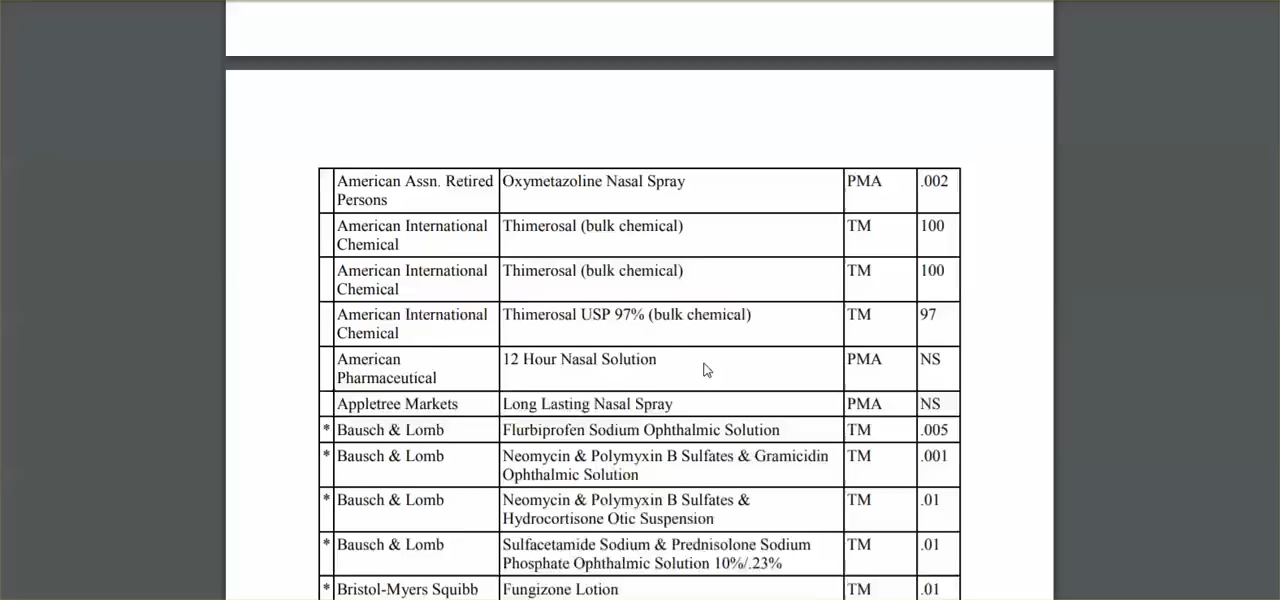 American Assn. Retired Persons Oxymetazoline Nasal Spray PMA .002
American International Chemical Thimerosal (bulk chemical) TM 100
American International Chemical Thimerosal (bulk chemical) TM 100
American International Chemical Thimerosal USP 97% (bulk chemical) TM 97
American Pharmaceutical 12 Hour Nasal Solution PMA NS
Appletree Markets Long Lasting Nasal Spray PMA NS
* Bausch & Lomb Flurbiprofen Sodium Ophthalmic Solution TM .005
* Bausch & Lomb Neomycin & Polymyxin B Sulfates & Gramicidin Ophthalmic Solution TM .001
* Bausch & Lomb Neomycin & Polymyxin B Sulfates & Hydrocortisone Otic Suspension TM .01
* Bausch & Lomb Sulfacetamide Sodium & Prednisolone Sodium Phosphate Ophthalmic Solution 10%/.23% TM .01
* Bristol-Myers Squibb Fungizone Lotion TM .01